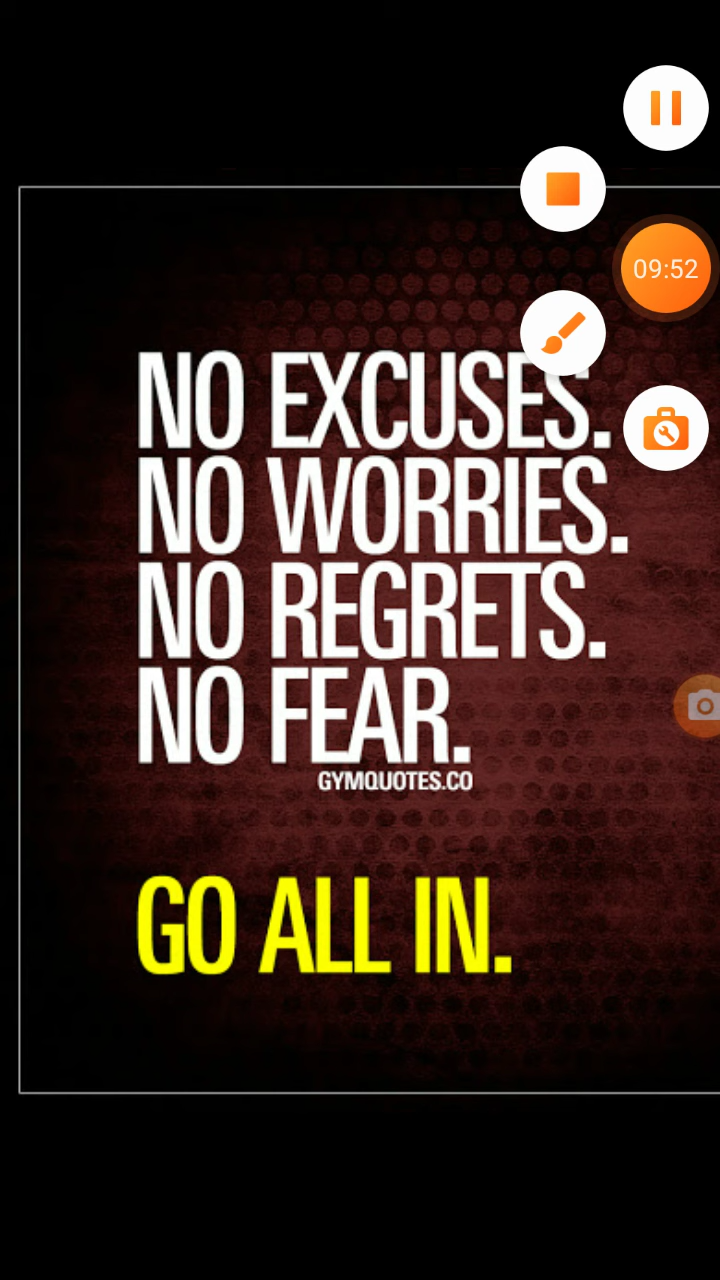 09:52
NO EXCUSES.
NO WORRIES.
NO REGRETS.
NO FEAR.
GYMQUOTES.CO
GO ALL IN.